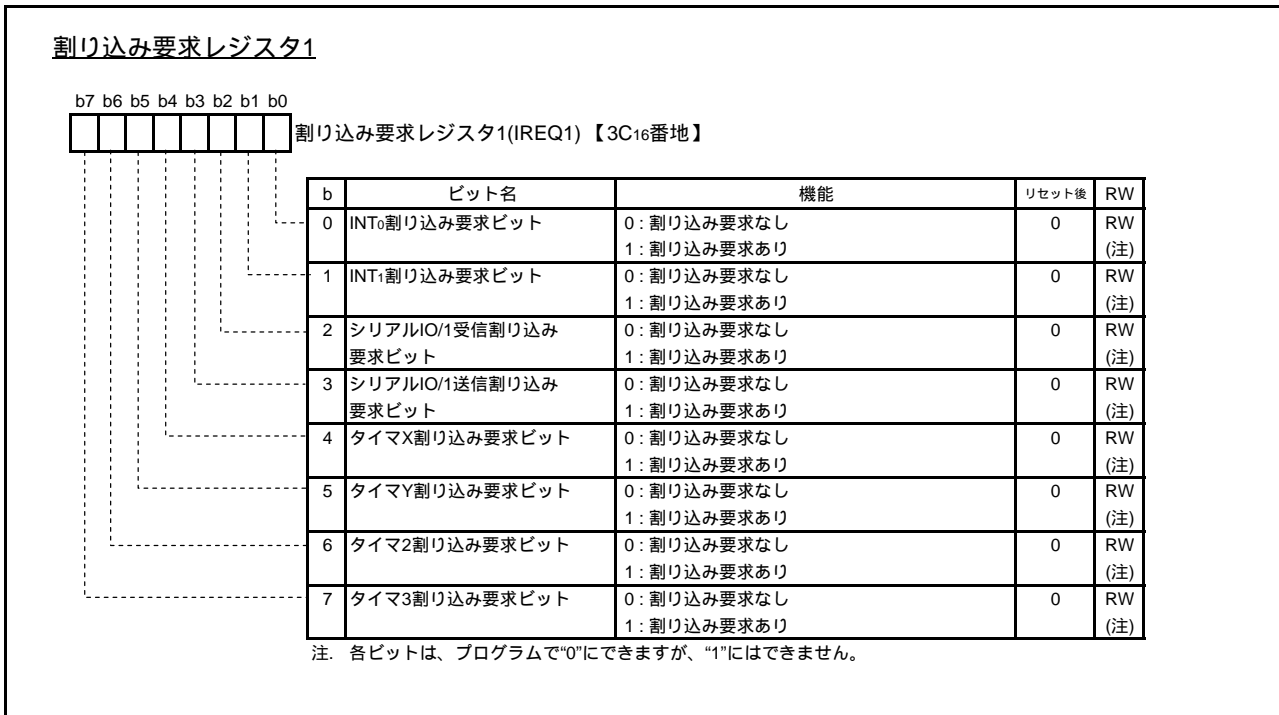 割り込み要求レジスタ1
b7 b6 b5 b4 b3 b2 b1 b0
割り込み要求レジスタ1(IREQ1) 【3C16番地】
b ビット名 機能 リセット後 RW
0 INT0割り込み要求ビット 0 : 割り込み要求なし 0 RW
1 : 割り込み要求あり (注)
1 INT1割り込み要求ビット 0 : 割り込み要求なし 0 RW
1 : 割り込み要求あり (注)
2 シリアルIO/1受信割り込み 0 : 割り込み要求なし 0 RW
要求ビット 1 : 割り込み要求あり (注)
3 シリアルIO/1送信割り込み 0 : 割り込み要求なし 0 RW
要求ビット 1 : 割り込み要求あり (注)
4 タイマX割り込み要求ビット 0 : 割り込み要求なし 0 RW
1 : 割り込み要求あり (注)
5 タイマY割り込み要求ビット 0 : 割り込み要求なし 0 RW
1 : 割り込み要求あり (注)
6 タイマ2割り込み要求ビット 0 : 割り込み要求なし 0 RW
1 : 割り込み要求あり (注)
7 タイマ3割り込み要求ビット 0 : 割り込み要求なし 0 RW
1 : 割り込み要求あり (注)
注. 各ビットは、プログラムで“0”にできますが、“1”にはできません。